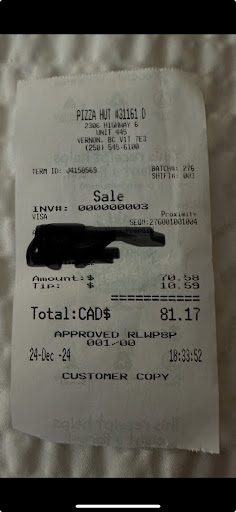 PIZZA HUT #31161 D
2306 HIGHWAY 6
UNIT 445
VERNON, BC V1T 7E3
(250) 545-6100
TERM ID: J4158569
BATCH#: 276
SHIFT#: 003
Sale
INV#: 000000003
VISA
Proximity
SEQ#:276001001004
Amount:$ 70.58
Tip: $ 10.59
===========
Total:CAD$ 81.17
APPROVED RLWP8P
001/00
24-Dec -24 18:33:52
CUSTOMER COPY